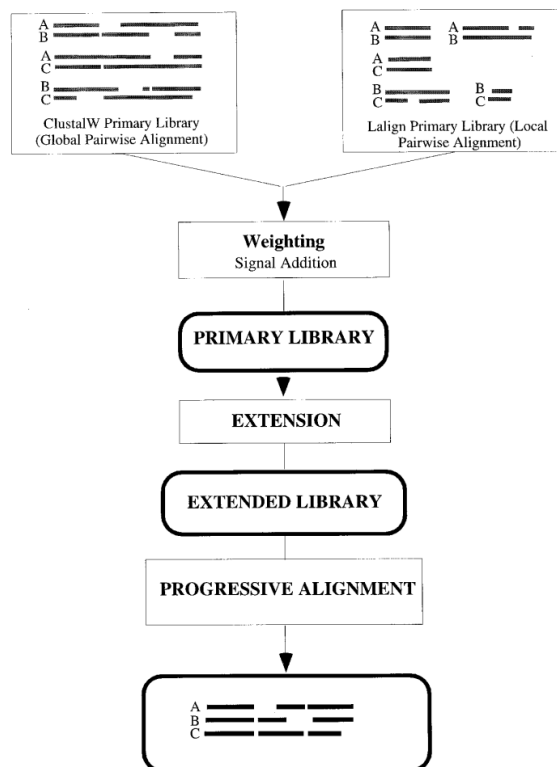 A
B
A
C
B
C
ClustalW Primary Library
(Global Pairwise Alignment)
A
B
A
B
A
C
B
C
B
C
Lalign Primary Library (Local
Pairwise Alignment)
Weighting
Signal Addition
PRIMARY LIBRARY
EXTENSION
EXTENDED LIBRARY
PROGRESSIVE ALIGNMENT
A
B
C